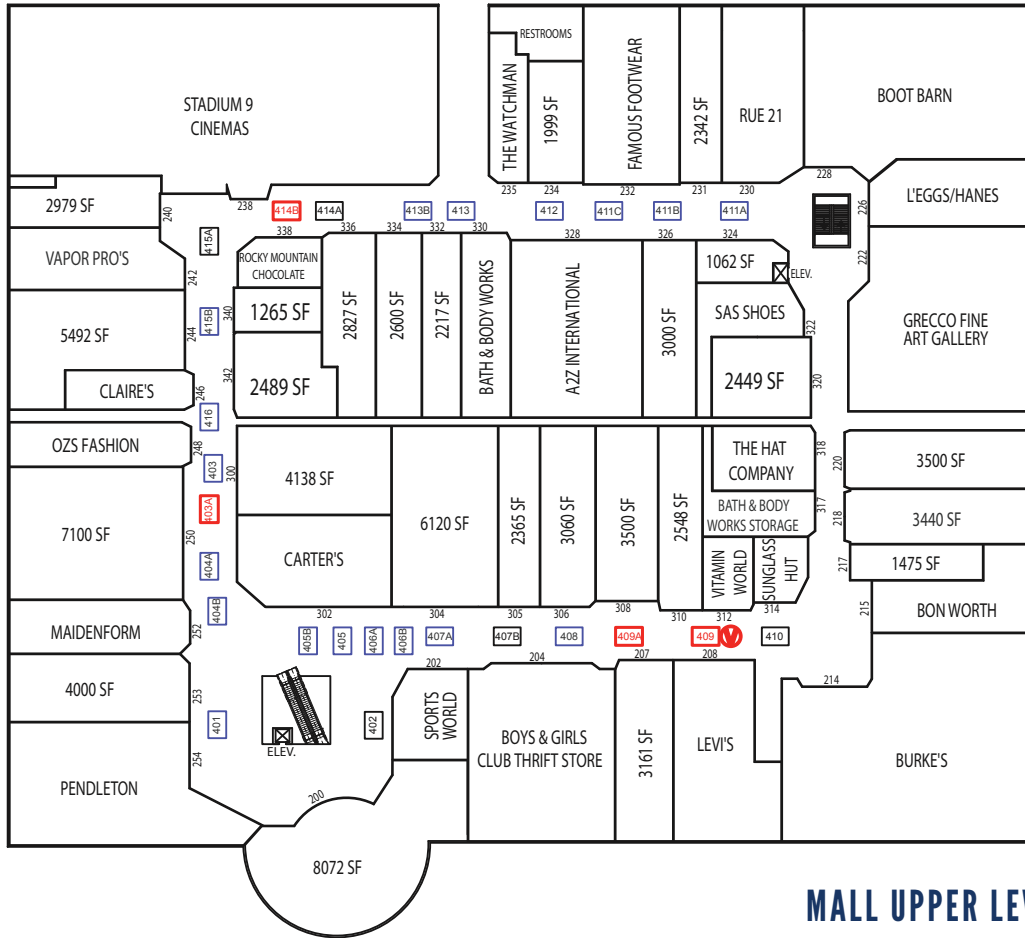 RESTROOMS
STADIUM 9
CINEMAS
THE WATCHMAN
1999 SF
FAMOUS FOOTWEAR
2342 SF
RUE 21
BOOT BARN
235
234
232
231
230
228
2979 SF
240
238
414B
414A
413B
413
412
411C
411B
411A
226
L'EGGS/HANES
338
336
334
332
330
328
326
324
415A
VAPOR PRO'S
242
222
ROCKY MOUNTAIN
CHOCOLATE
1062 SF
ELEV.
1265 SF
340
2827 SF
2600 SF
2217 SF
BATH & BODY WORKS
A2Z INTERNATIONAL
3000 SF
SAS SHOES
322
GRECCO FINE
ART GALLERY
5492 SF
244
415B
2489 SF
342
2449 SF
320
CLAIRE'S
246
416
OZS FASHION
248
403
300
4138 SF
6120 SF
2365 SF
3060 SF
3500 SF
2548 SF
THE HAT
COMPANY
318
220
3500 SF
BATH & BODY
WORKS STORAGE
317
218
3440 SF
7100 SF
250
403A
404A
CARTER'S
VITAMIN
WORLD
SUNGLASS
HUT
217
1475 SF
215
BON WORTH
MAIDENFORM
252
404B
302
304
305
306
308
310
312
314
405B
405
406A
406B
407A
407B
408
409A
409
V
410
202
204
207
208
214
4000 SF
253
401
402
ELEV.
254
PENDLETON
200
SPORTS
WORLD
BOYS & GIRLS
CLUB THRIFT STORE
3161 SF
LEVI'S
BURKE'S
8072 SF
MALL UPPER LEV